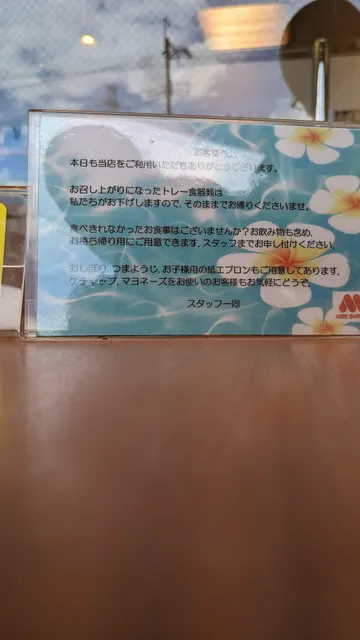 お客様へ
本日も当店をご利用いただきありがとうございます。
お召し上がりになったトレー食器類は
私たちがお下げしますので、そのままでお帰りくださいませ。
食べきれなかったお食事はございませんか？お飲み物も含め、
お持ち帰り用にご用意できます。スタッフまでお申し付けください。
おしぼり、つまようじ、お子様用の紙エプロンもご用意してあります。
ケチャップ、マヨネーズをお使いのお客様もお気軽にどうぞ。
スタッフ一同